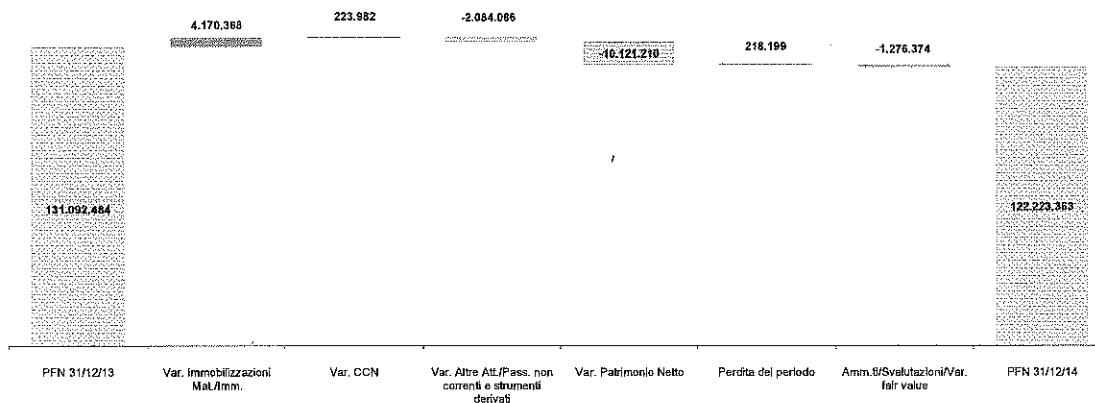 4.170.368
223.982
-2.084.066
-10.121.210
218.199
-1.276.374
131.092.484
122.223.363
PFN 31/12/13
Var. Immobilizzazioni
Mat./Imm.
Var. CCN
Var. Altre Att./Pass. non
correnti e strumenti
derivati
Var. Patrimonio Netto
Perdita del periodo
Amm.ti/Svalutazioni/Var.
fair value
PFN 31/12/14